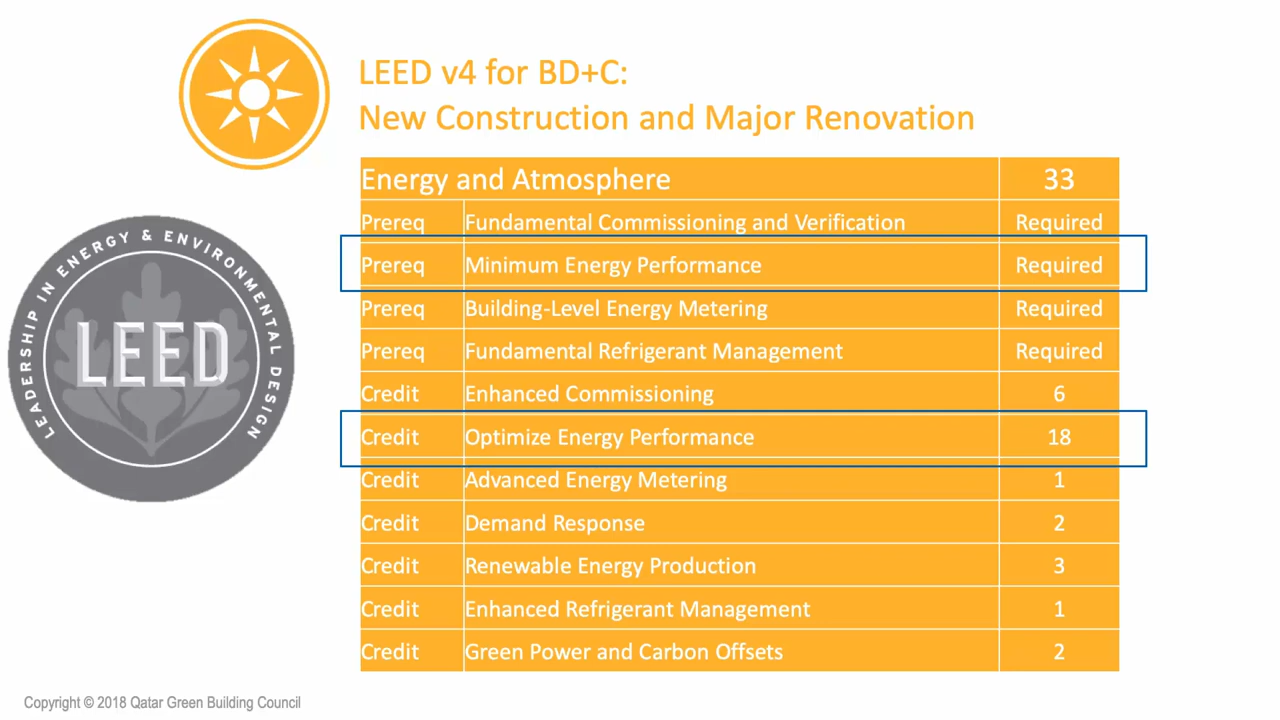 LEED v4 for BD+C:
New Construction and Major Renovation
Energy and Atmosphere 33
Prereq Fundamental Commissioning and Verification Required
Prereq Minimum Energy Performance Required
Prereq Building-Level Energy Metering Required
Prereq Fundamental Refrigerant Management Required
Credit Enhanced Commissioning 6
Credit Optimize Energy Performance 18
Credit Advanced Energy Metering 1
Credit Demand Response 2
Credit Renewable Energy Production 3
Credit Enhanced Refrigerant Management 1
Credit Green Power and Carbon Offsets 2
LEADERSHIP IN ENERGY & ENVIRONMENTAL DESIGN
LEED
Copyright © 2018 Qatar Green Building Council